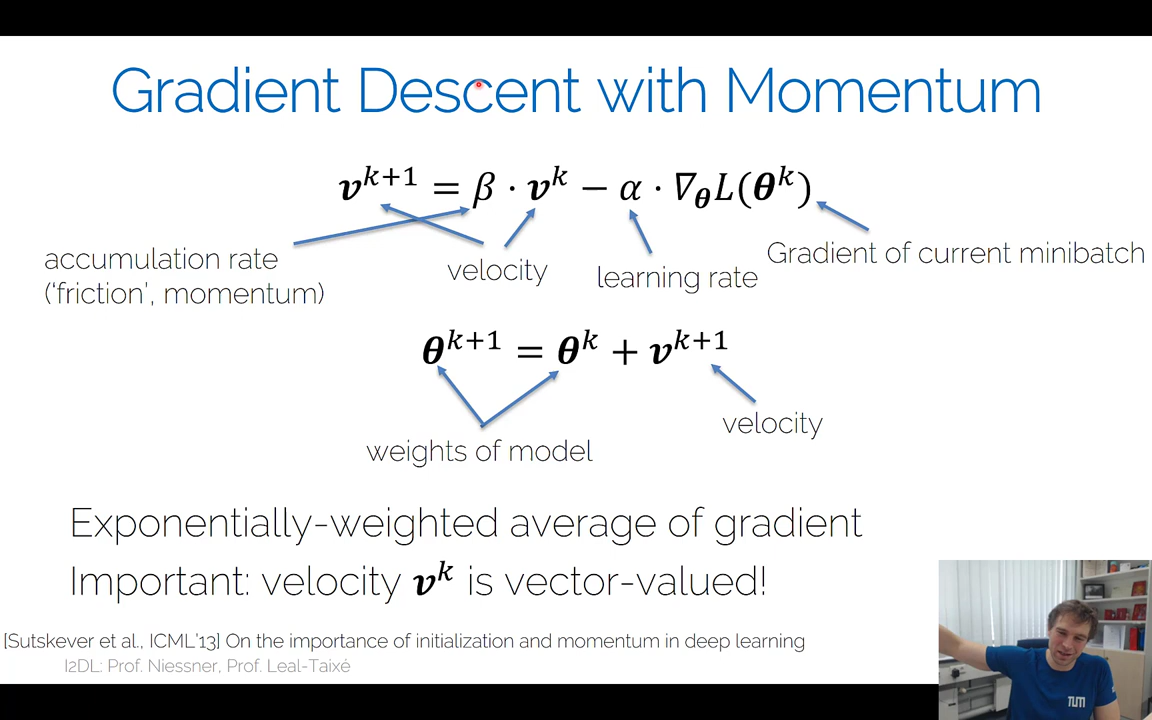 Gradient Descent with Momentum
𝒗^{k+1} = β · 𝒗^k − α · ∇_𝜽 L(𝜽^k)
accumulation rate
('friction', momentum)
velocity
learning rate
Gradient of current minibatch
𝜽^{k+1} = 𝜽^k + 𝒗^{k+1}
velocity
weights of model
Exponentially-weighted average of gradient
Important: velocity 𝒗^k is vector-valued!
[Sutskever et al., ICML'13] On the importance of initialization and momentum in deep learning
I2DL: Prof. Niessner, Prof. Leal-Taixé
TUM